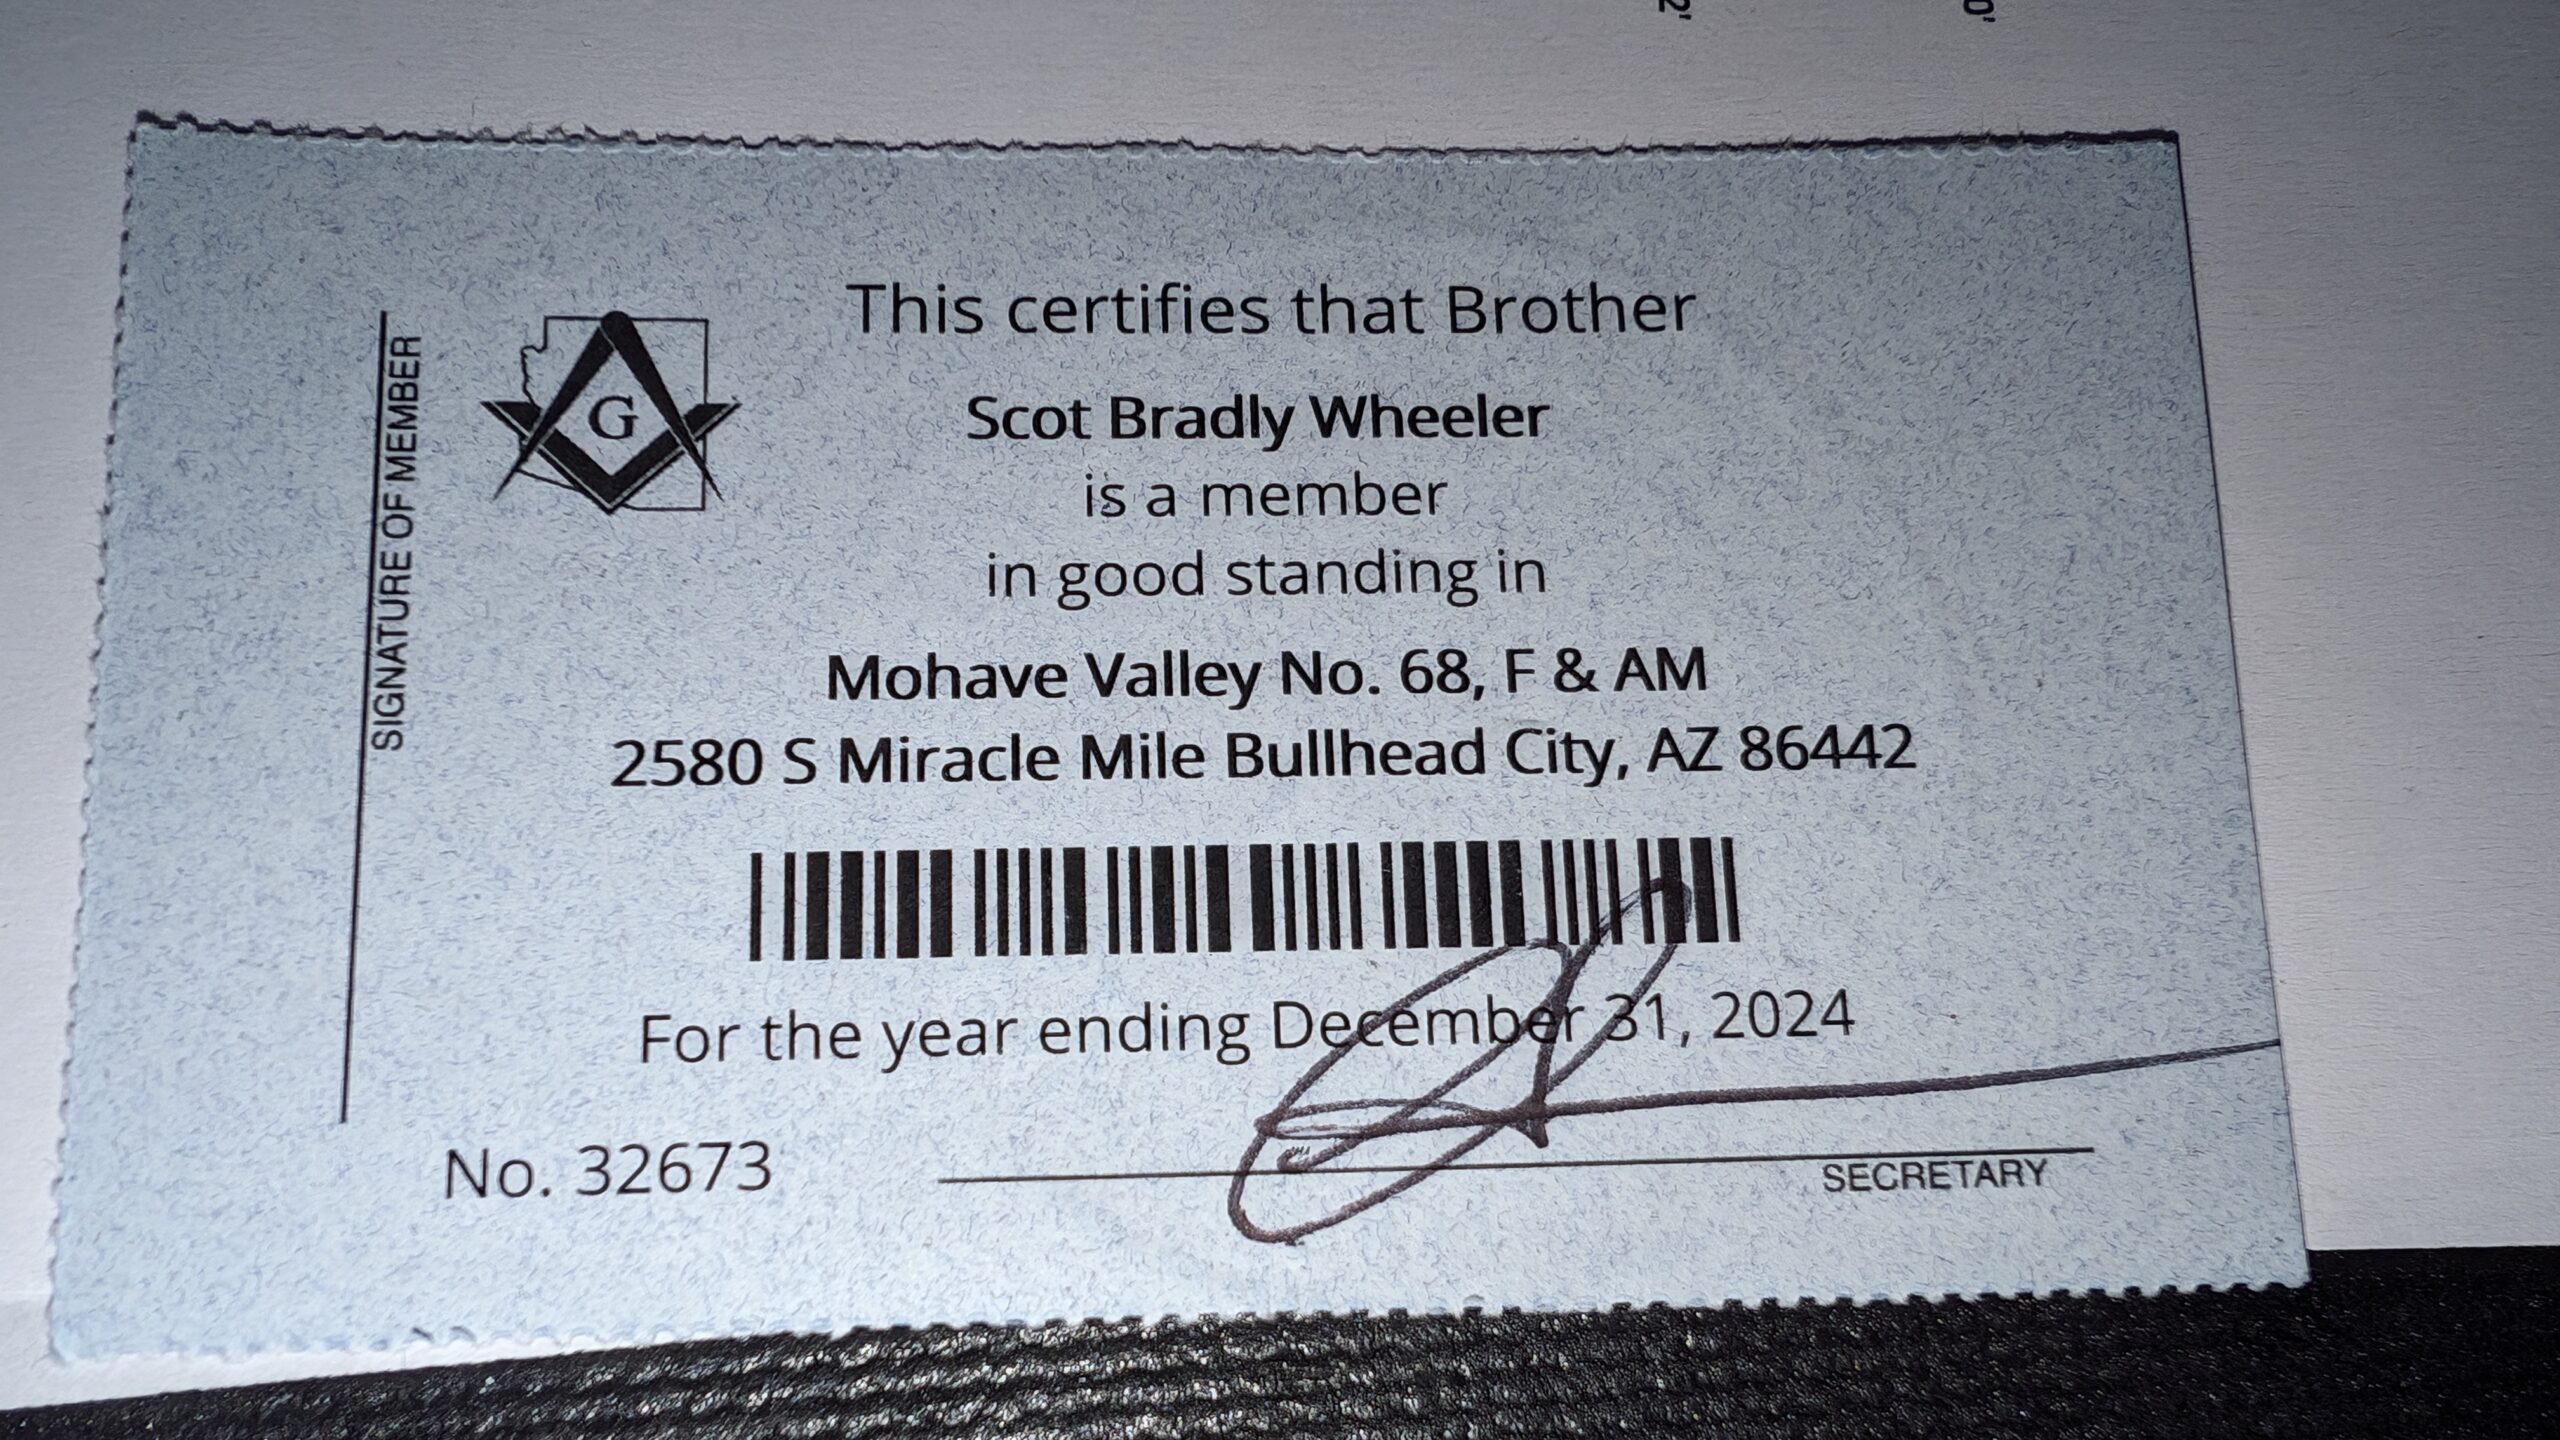 2'
0'
This certifies that Brother
Scot Bradly Wheeler
is a member
in good standing in
Mohave Valley No. 68, F & AM
2580 S Miracle Mile Bullhead City, AZ 86442
For the year ending December 31, 2024
No. 32673
SECRETARY
SIGNATURE OF MEMBER
G